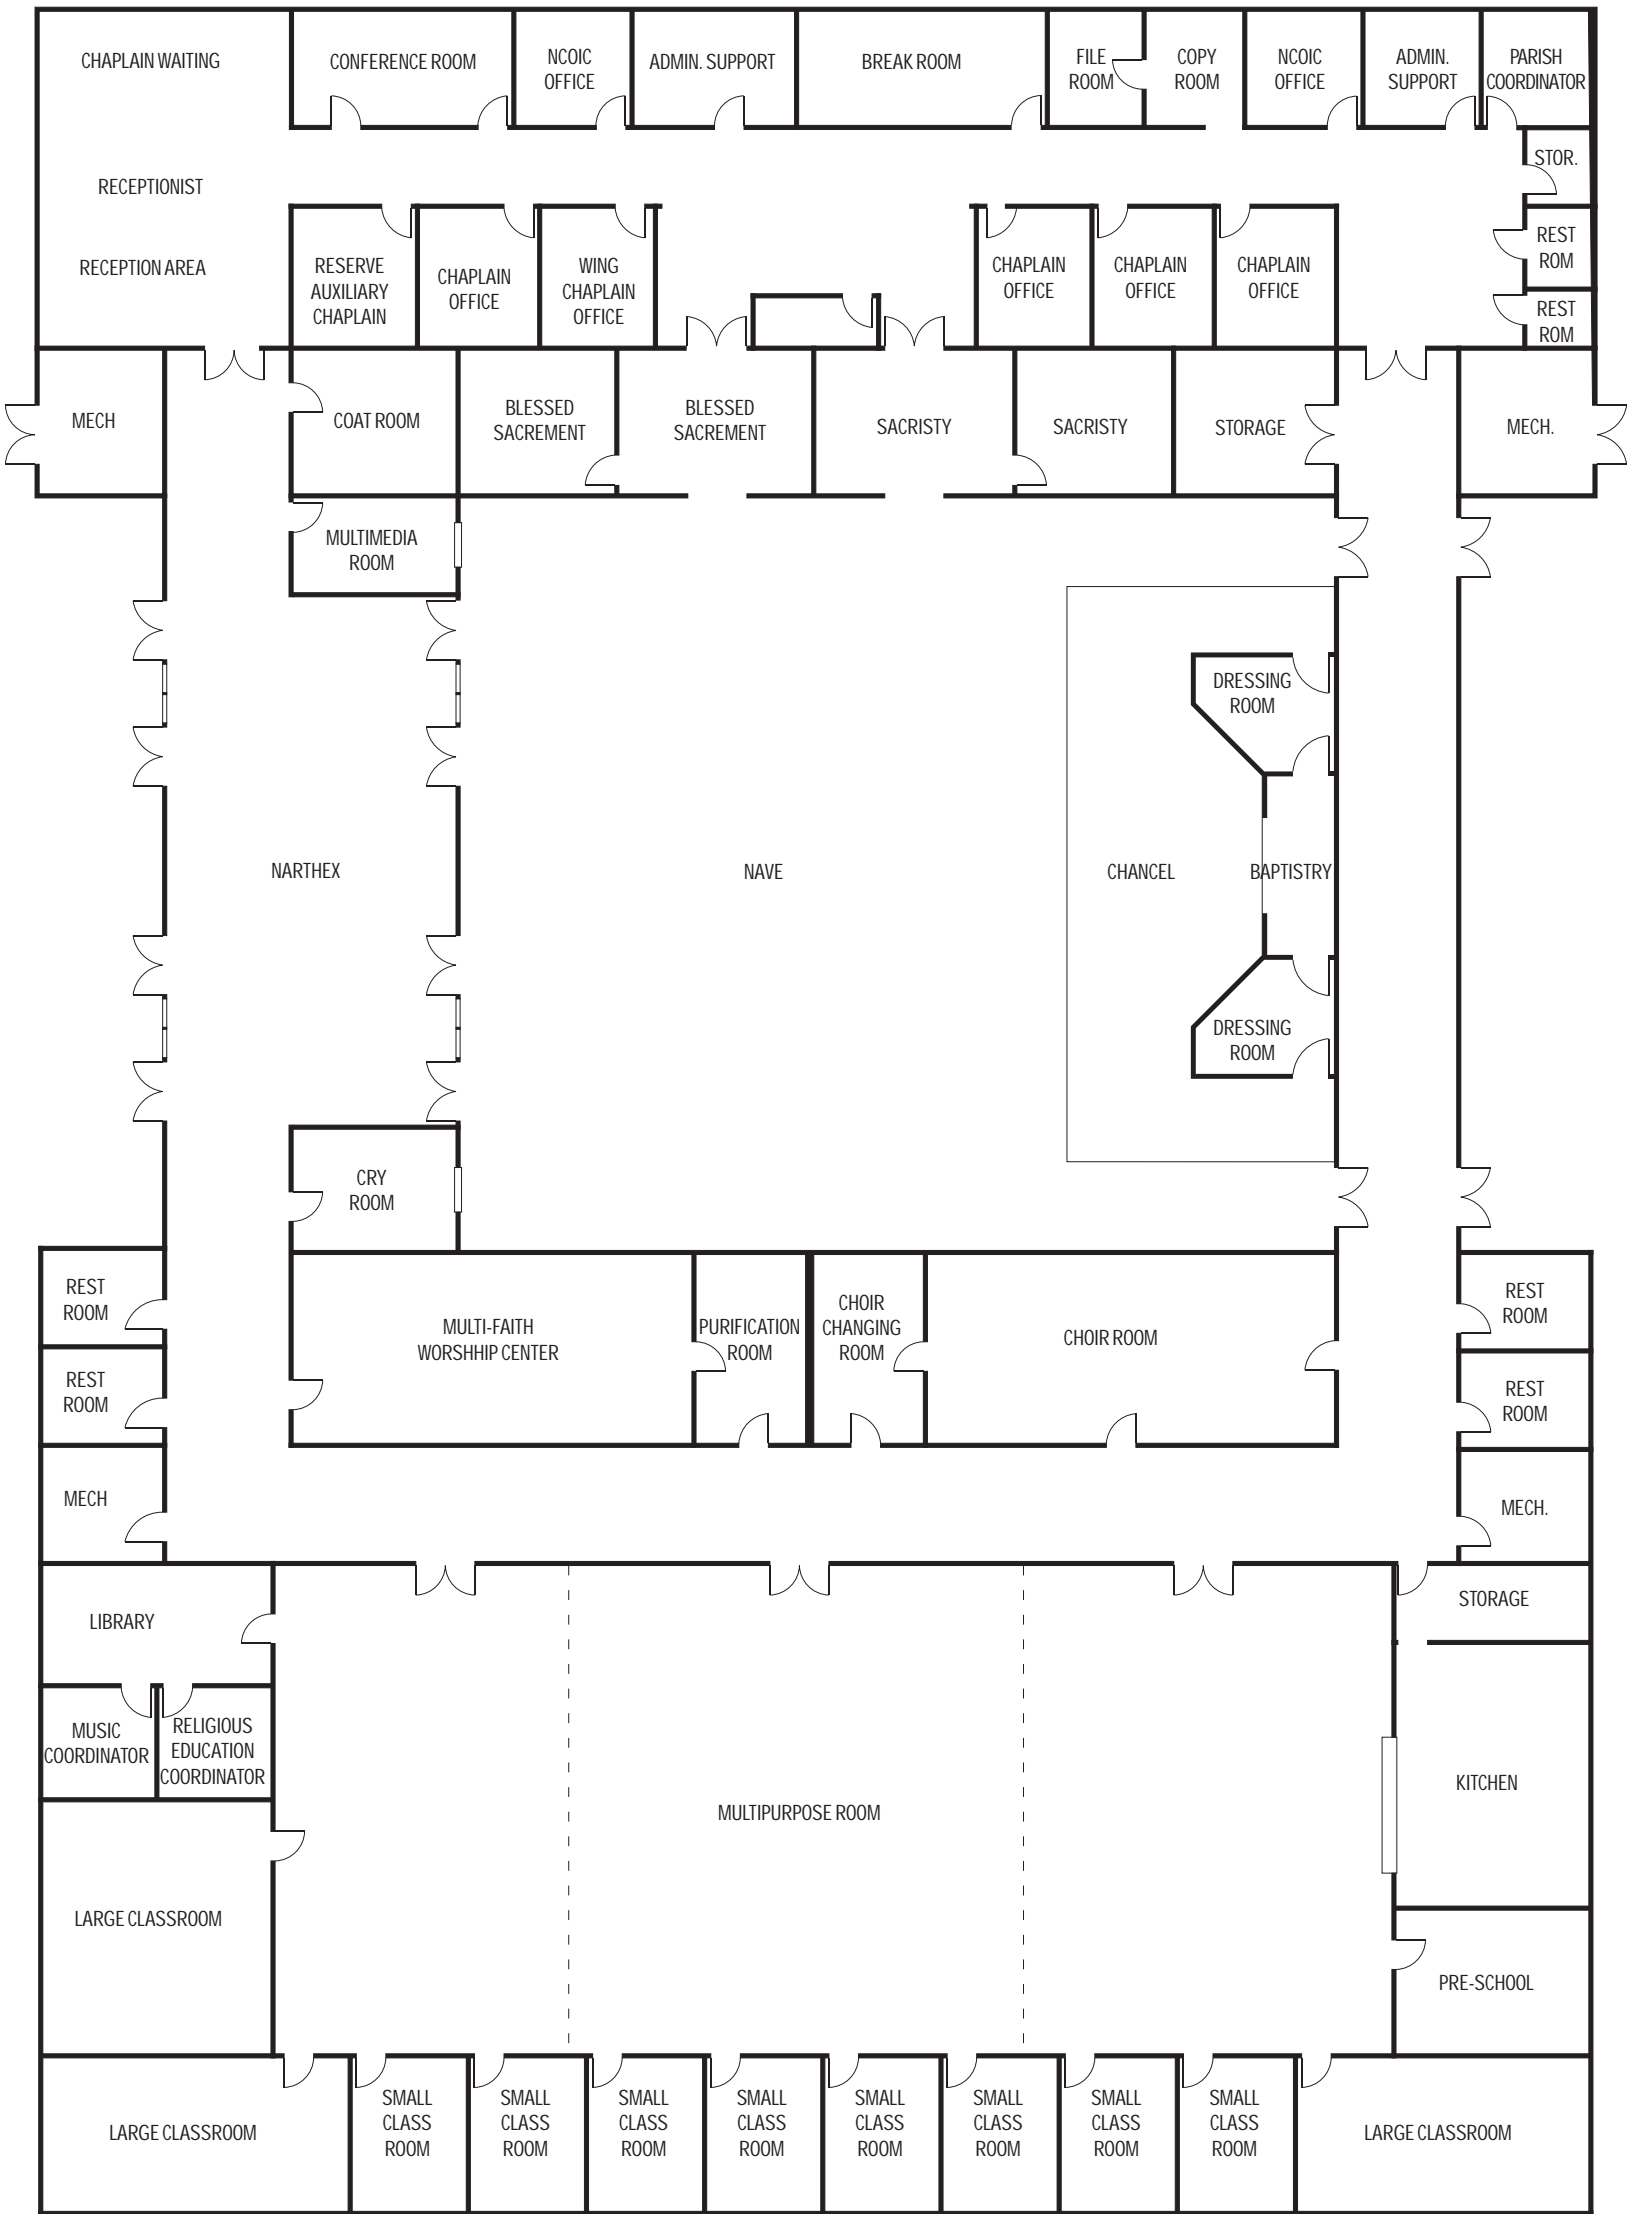 CHAPLAIN WAITING
CONFERENCE ROOM
NCOIC
OFFICE
ADMIN. SUPPORT
BREAK ROOM
FILE
ROOM
COPY
ROOM
NCOIC
OFFICE
ADMIN.
SUPPORT
PARISH
COORDINATOR
STOR.
RECEPTIONIST
RECEPTION AREA
RESERVE
AUXILIARY
CHAPLAIN
CHAPLAIN
OFFICE
WING
CHAPLAIN
OFFICE
CHAPLAIN
OFFICE
CHAPLAIN
OFFICE
CHAPLAIN
OFFICE
REST
ROM
REST
ROM
MECH
COAT ROOM
BLESSED
SACREMENT
BLESSED
SACREMENT
SACRISTY
SACRISTY
STORAGE
MECH.
MULTIMEDIA
ROOM
DRESSING
ROOM
NARTHEX
NAVE
CHANCEL
BAPTISTRY
DRESSING
ROOM
CRY
ROOM
REST
ROOM
REST
ROOM
MECH
MULTI-FAITH
WORSHHIP CENTER
PURIFICATION
ROOM
CHOIR
CHANGING
ROOM
CHOIR ROOM
REST
ROOM
REST
ROOM
MECH.
LIBRARY
STORAGE
MUSIC
COORDINATOR
RELIGIOUS
EDUCATION
COORDINATOR
MULTIPURPOSE ROOM
KITCHEN
LARGE CLASSROOM
PRE-SCHOOL
LARGE CLASSROOM
SMALL
CLASS
ROOM
SMALL
CLASS
ROOM
SMALL
CLASS
ROOM
SMALL
CLASS
ROOM
SMALL
CLASS
ROOM
SMALL
CLASS
ROOM
SMALL
CLASS
ROOM
SMALL
CLASS
ROOM
LARGE CLASSROOM